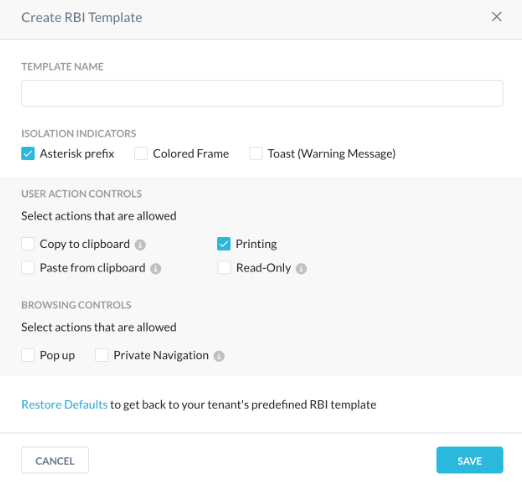 Create RBI Template
TEMPLATE NAME
ISOLATION INDICATORS
Asterisk prefix Colored Frame Toast (Warning Message)
USER ACTION CONTROLS
Select actions that are allowed
Copy to clipboard Printing
Paste from clipboard Read-Only
BROWSING CONTROLS
Select actions that are allowed
Pop up Private Navigation
Restore Defaults to get back to your tenant's predefined RBI template
CANCEL SAVE